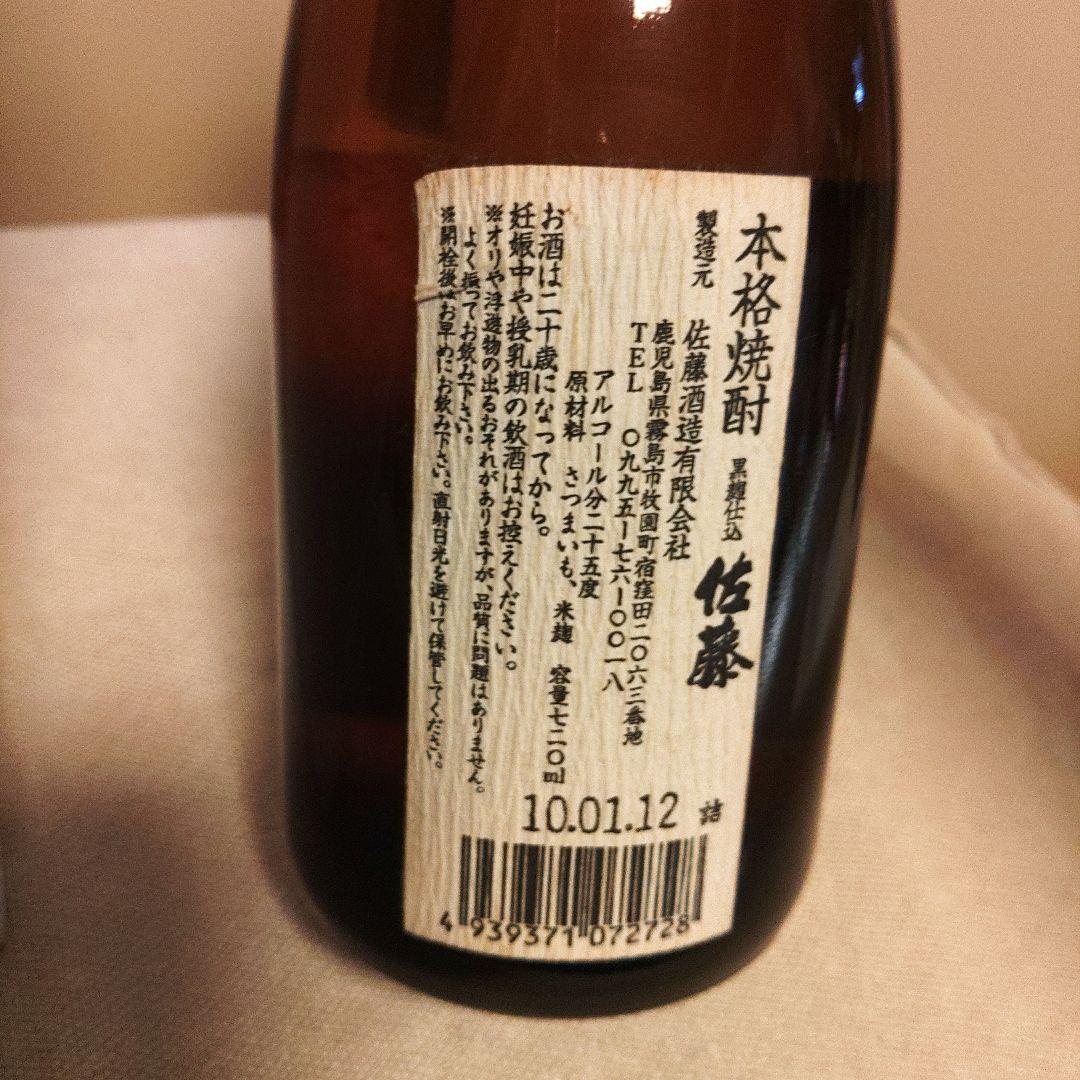 本格焼酎 黒麹仕込 佐藤
製造元 佐藤酒造有限会社
鹿児島県霧島市牧園町宿窪田二〇六三番地
TEL 〇九九五ー七六ー〇〇一八
アルコール分二十五度
原材料 さつまいも、米麹 容量七二〇ml
お酒は二十歳になってから。
妊娠中や授乳期の飲酒はお控えください。
※オリや浮遊物の出るおそれがありますが、品質に問題はありません。
よく振ってお飲み下さい。
※開栓後はお早めにお飲み下さい。直射日光を避けて保管してください。
10.01.12 詰
4 939371 072728